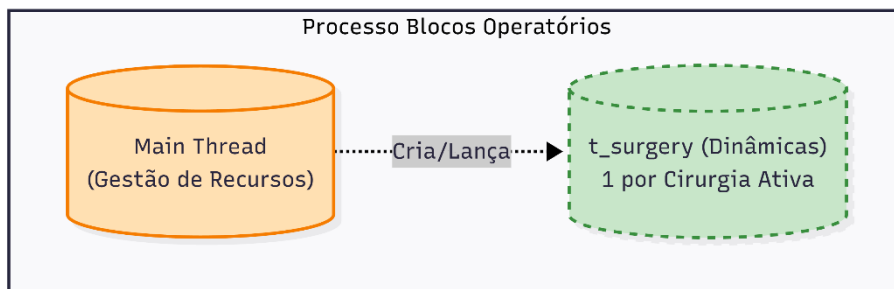 Processo Blocos Operatórios
Main Thread
(Gestão de Recursos)
Cria/Lança
t_surgery (Dinâmicas)
1 por Cirurgia Ativa